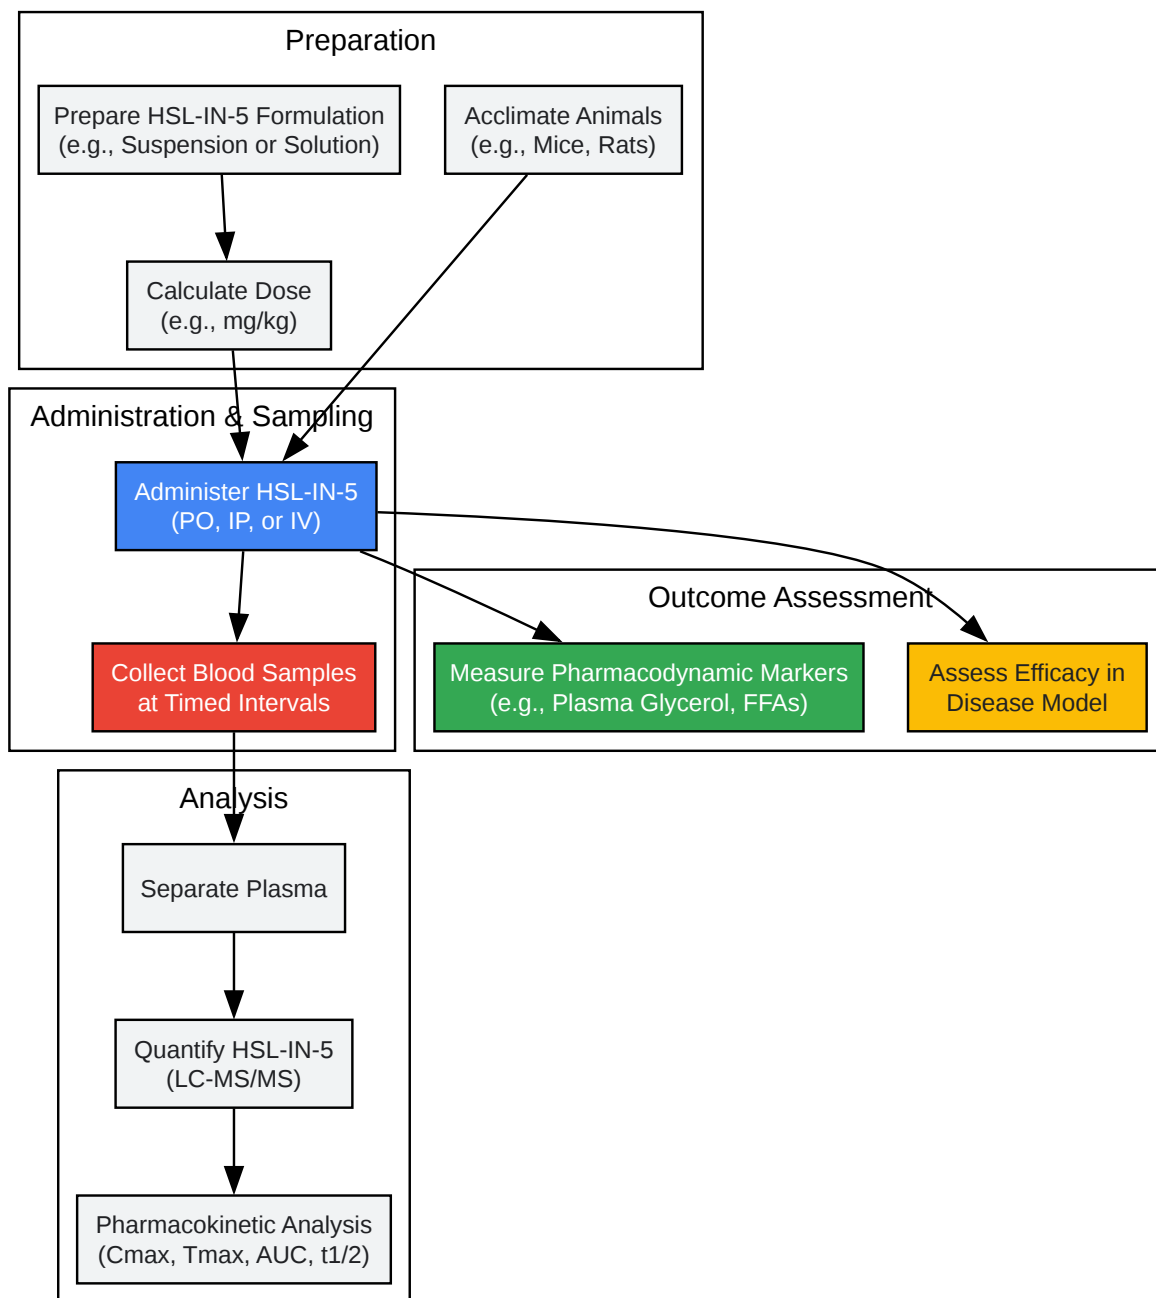 Preparation
Prepare HSL-IN-5 Formulation
(e.g., Suspension or Solution)
Acclimate Animals
(e.g., Mice, Rats)
Calculate Dose
(e.g., mg/kg)
Administration & Sampling
Administer HSL-IN-5
(PO, IP, or IV)
Collect Blood Samples
at Timed Intervals
Outcome Assessment
Measure Pharmacodynamic Markers
(e.g., Plasma Glycerol, FFAs)
Assess Efficacy in
Disease Model
Analysis
Separate Plasma
Quantify HSL-IN-5
(LC-MS/MS)
Pharmacokinetic Analysis
(Cmax, Tmax, AUC, t1/2)